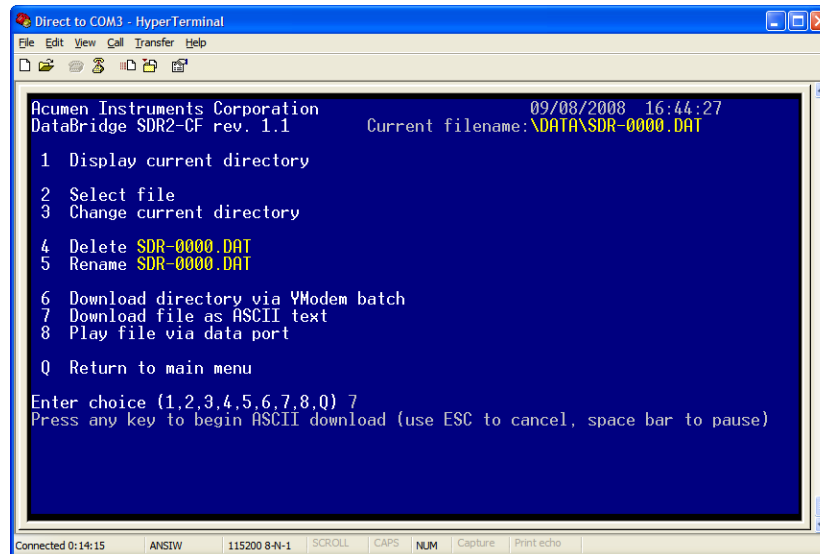 Direct to COM3 - HyperTerminal
File Edit View Call Transfer Help
Acumen Instruments Corporation 09/08/2008 16:44:27
DataBridge SDR2-CF rev. 1.1 Current filename:\DATA\SDR-0000.DAT
1 Display current directory
2 Select file
3 Change current directory
4 Delete SDR-0000.DAT
5 Rename SDR-0000.DAT
6 Download directory via YModem batch
7 Download file as ASCII text
8 Play file via data port
Q Return to main menu
Enter choice (1,2,3,4,5,6,7,8,Q) 7
Press any key to begin ASCII download (use ESC to cancel, space bar to pause)
Connected 0:14:15 ANSIW 115200 8-N-1 SCROLL CAPS NUM Capture Print echo